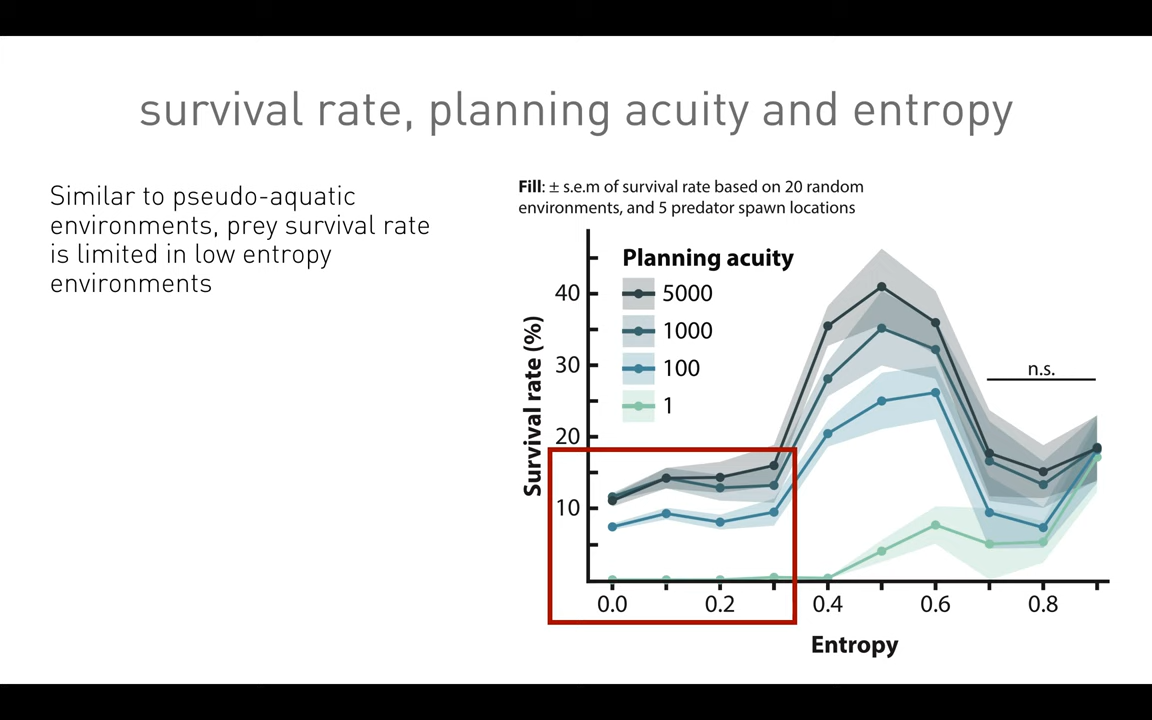 survival rate, planning acuity and entropy
Similar to pseudo-aquatic
environments, prey survival rate
is limited in low entropy
environments
Fill: ± s.e.m of survival rate based on 20 random
environments, and 5 predator spawn locations
Planning acuity
5000
1000
100
1
n.s.
Survival rate (%)
40
30
20
10
0.0 0.2 0.4 0.6 0.8
Entropy